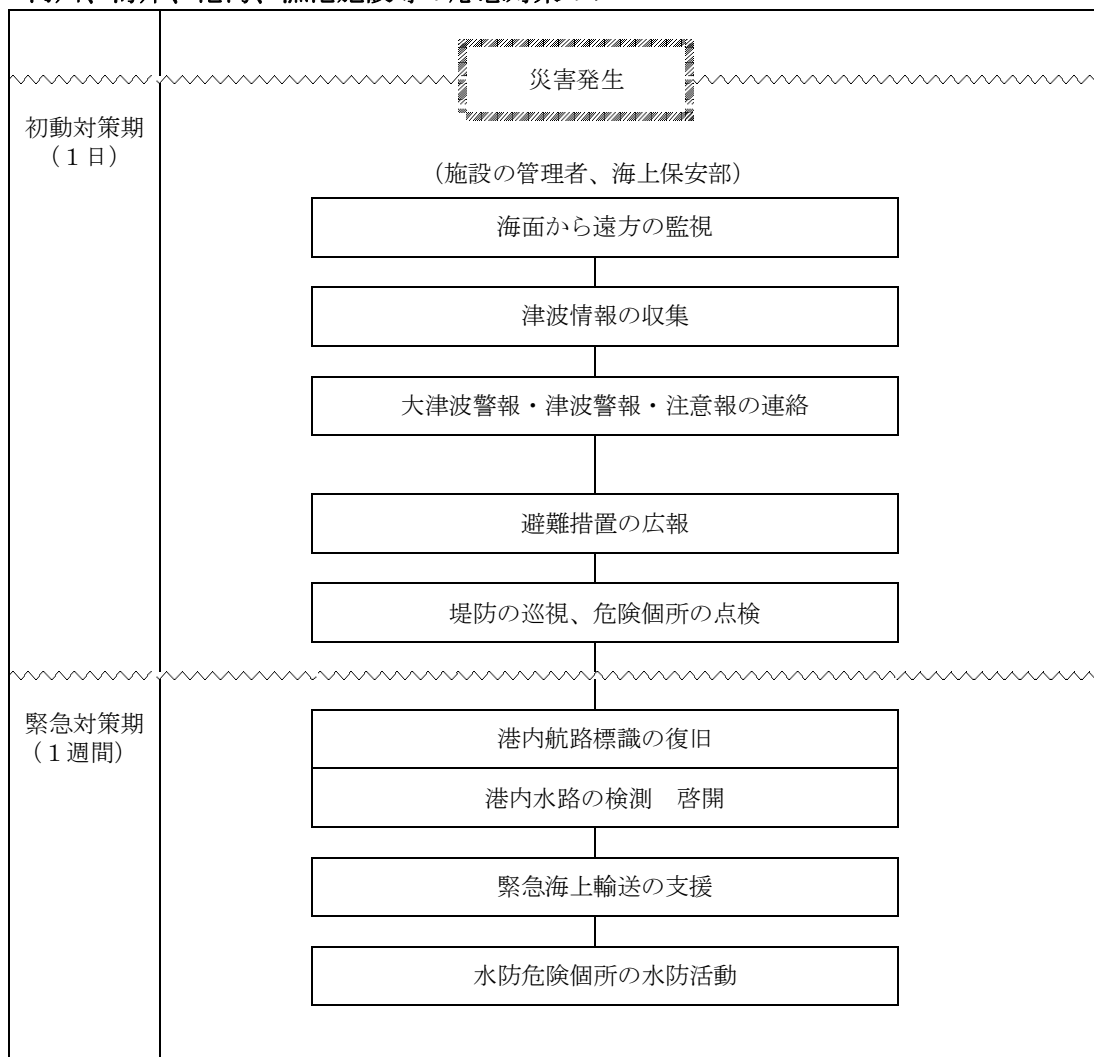 災害発生
初動対策期
（１日）
（施設の管理者、海上保安部）
海面から遠方の監視
津波情報の収集
大津波警報・津波警報・注意報の連絡
避難措置の広報
堤防の巡視、危険個所の点検
緊急対策期
（１週間）
港内航路標識の復旧
港内水路の検測　啓開
緊急海上輸送の支援
水防危険個所の水防活動